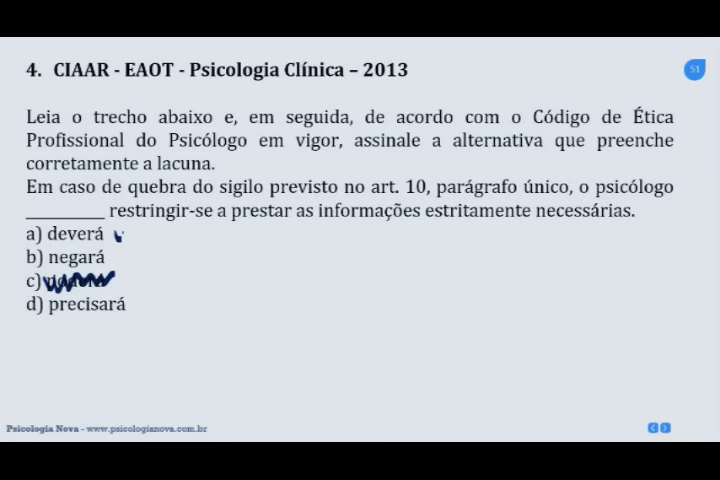 4. CIAAR - EAOT - Psicologia Clínica – 2013
51
Leia o trecho abaixo e, em seguida, de acordo com o Código de Ética
Profissional do Psicólogo em vigor, assinale a alternativa que preenche
corretamente a lacuna.
Em caso de quebra do sigilo previsto no art. 10, parágrafo único, o psicólogo
__________ restringir-se a prestar as informações estritamente necessárias.
a) deverá
b) negará
c)
d) precisará
Psicologia Nova - www.psicologianova.com.br